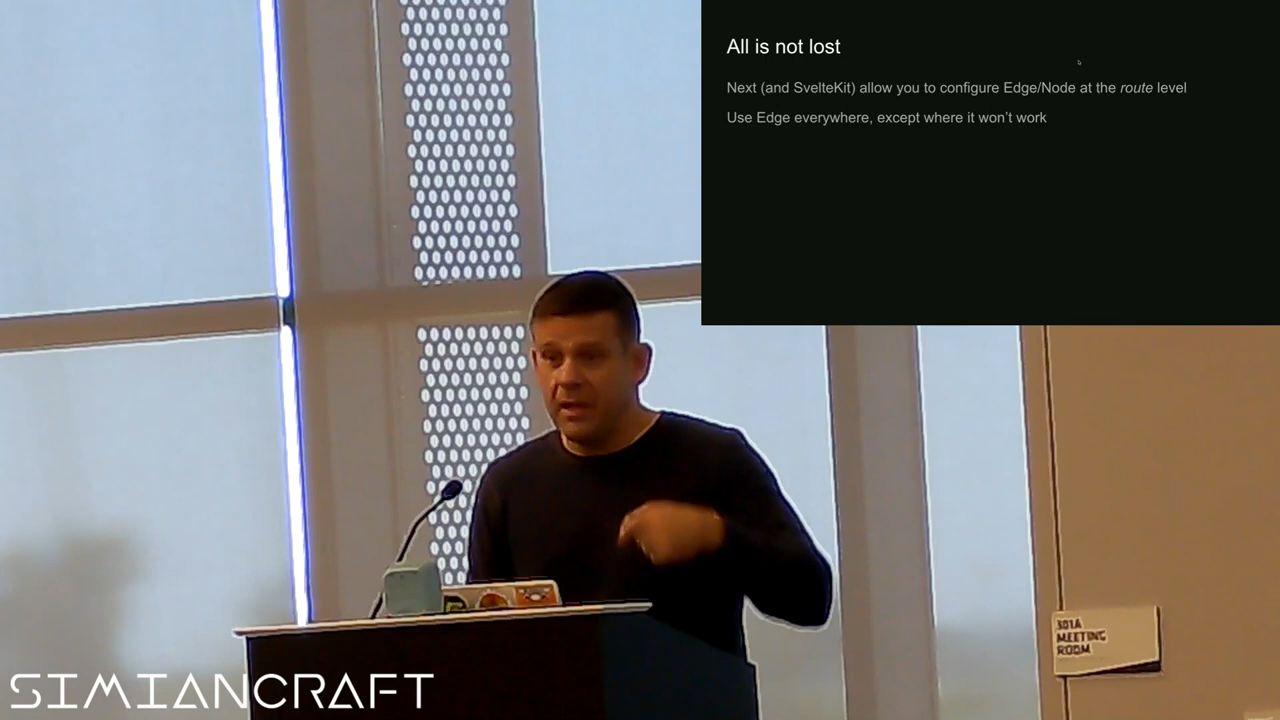 All is not lost
Next (and SvelteKit) allow you to configure Edge/Node at the route level
Use Edge everywhere, except where it won't work
301A
MEETING
ROOM
SIMIANCRAFT